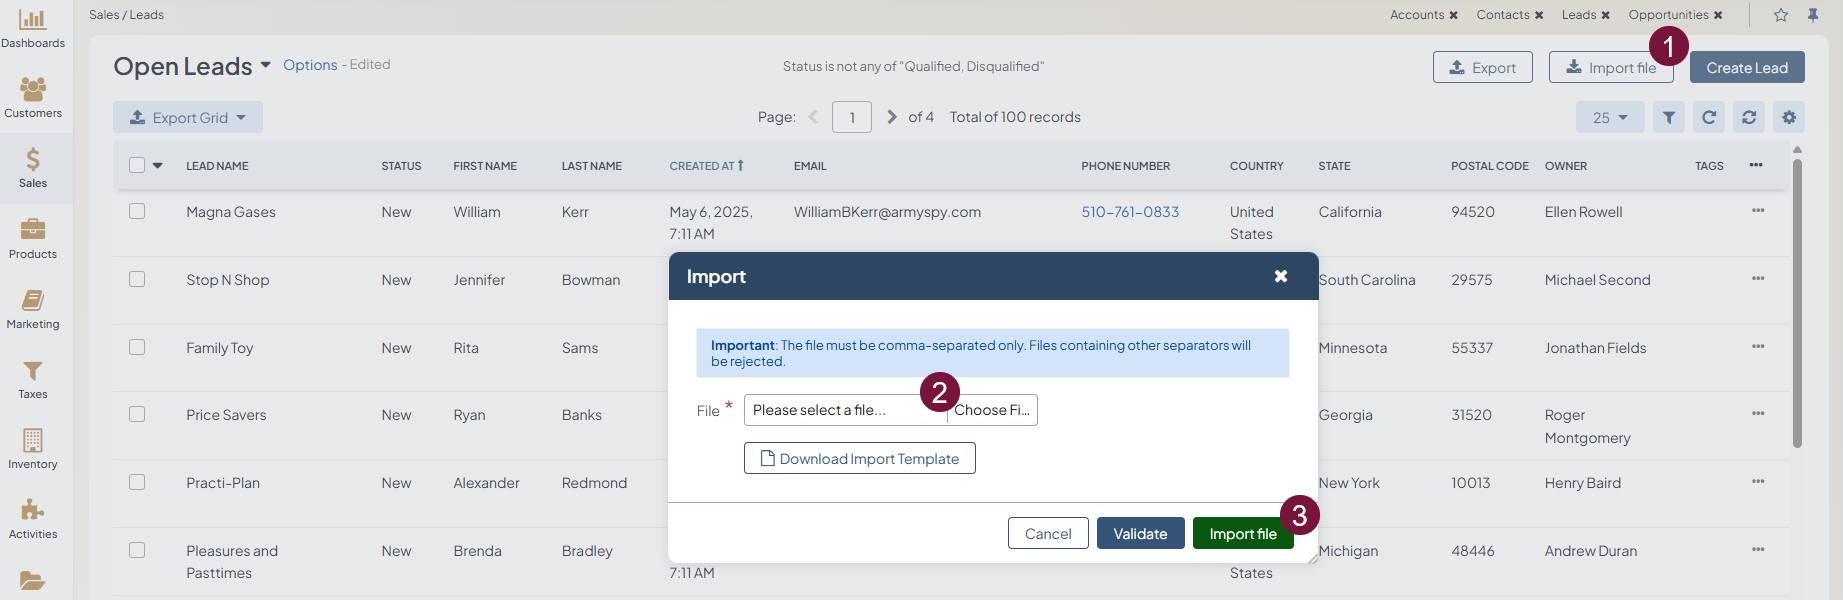 Sales / Leads
Accounts ✖ Contacts ✖ Leads ✖ Opportunities ✖
Dashboards
Customers
Sales
Products
Marketing
Taxes
Inventory
Activities
Open Leads
Options - Edited
Status is not any of "Qualified, Disqualified"
1
Export
Import file
Create Lead
Export Grid
Page: 1 of 4 Total of 100 records
25
LEAD NAME STATUS FIRST NAME LAST NAME CREATED AT EMAIL PHONE NUMBER COUNTRY STATE POSTAL CODE OWNER TAGS
Magna Gases New William Kerr May 6, 2025, WilliamBKerr@armyspy.com 510-761-0833 United California 94520 Ellen Rowell
7:11 AM States
Stop N Shop New Jennifer Bowman South Carolina 29575 Michael Second
Family Toy New Rita Sams Minnesota 55337 Jonathan Fields
Price Savers New Ryan Banks Georgia 31520 Roger
Montgomery
Practi-Plan New Alexander Redmond New York 10013 Henry Baird
Pleasures and New Brenda Bradley Michigan 48446 Andrew Duran
Pasttimes 7:11 AM States
Import
Important: The file must be comma-separated only. Files containing other separators will
be rejected.
2
File * Please select a file... Choose Fi...
Download Import Template
3
Cancel Validate Import file